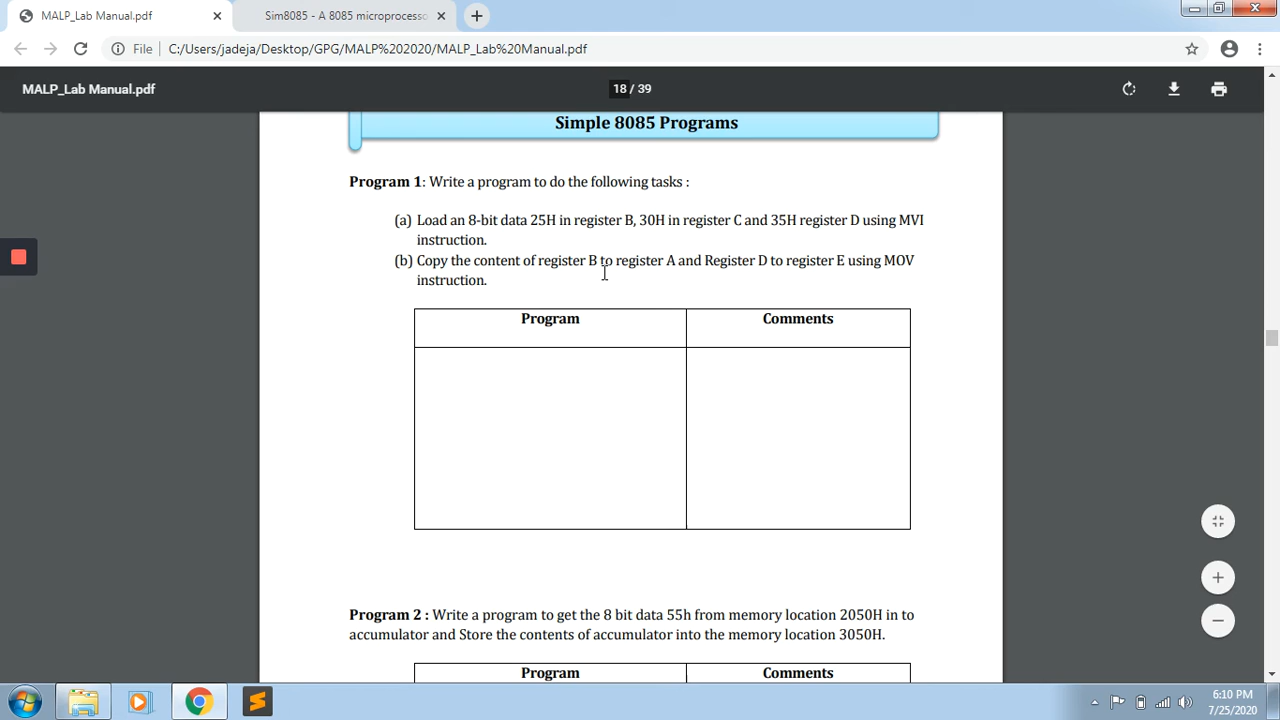 MALP_Lab Manual.pdf
Sim8085 - A 8085 microprocesso
File C:/Users/jadeja/Desktop/GPG/MALP%202020/MALP_Lab%20Manual.pdf
MALP_Lab Manual.pdf
18 / 39
Simple 8085 Programs
Program 1: Write a program to do the following tasks :
(a) Load an 8-bit data 25H in register B, 30H in register C and 35H register D using MVI
instruction.
(b) Copy the content of register B to register A and Register D to register E using MOV
instruction.
Program Comments
Program 2 : Write a program to get the 8 bit data 55h from memory location 2050H in to
accumulator and Store the contents of accumulator into the memory location 3050H.
Program Comments
6:10 PM
7/25/2020